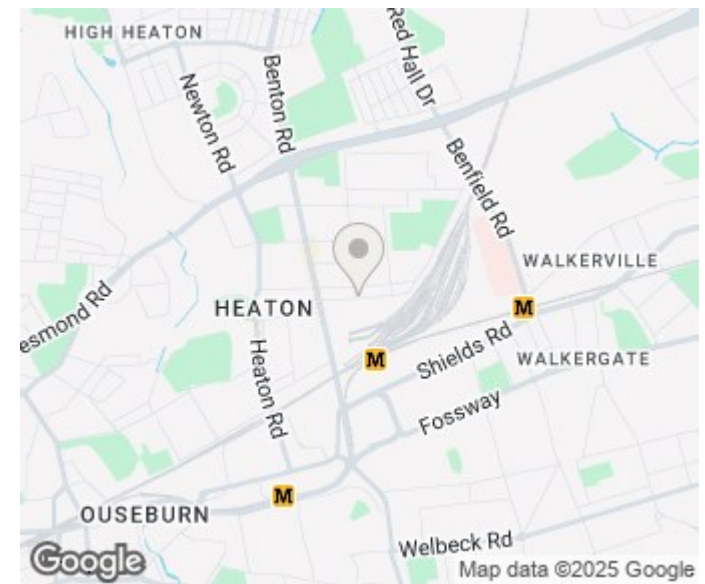 HIGH HEATON
Red Hall Dr
Benton Rd
Newton Rd
Benfield Rd
WALKERVILLE
HEATON
esmond Rd
M
M
Shields Rd
WALKERGATE
Heaton Rd
Fossway
M
OUSEBURN
Welbeck Rd
Google
Map data ©2025 Google